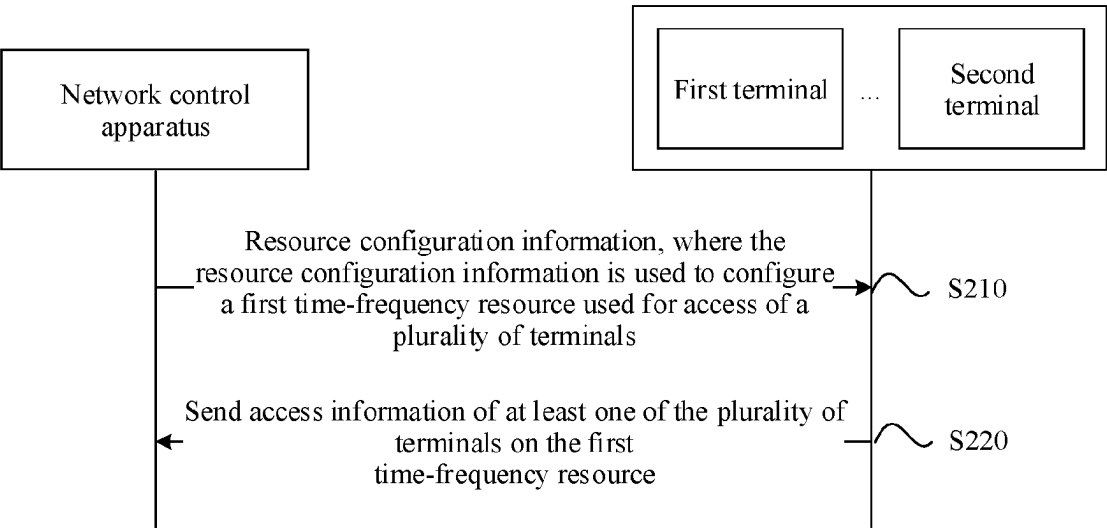 Network control
apparatus
First terminal
...
Second
terminal
Resource configuration information, where the
resource configuration information is used to configure
a first time-frequency resource used for access of a
plurality of terminals
S210
Send access information of at least one of the plurality of
terminals on the first
time-frequency resource
S220